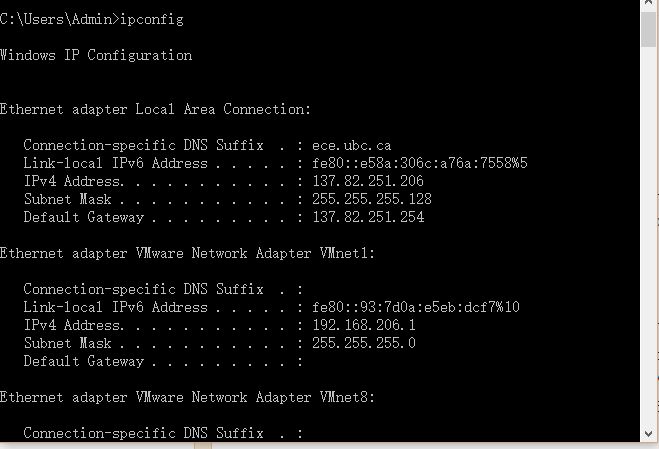 C:\Users\Admin>ipconfig
Windows IP Configuration
Ethernet adapter Local Area Connection:
Connection-specific DNS Suffix . : ece.ubc.ca
Link-local IPv6 Address . . . . . : fe80::e58a:306c:a76a:7558%5
IPv4 Address. . . . . . . . . . . : 137.82.251.206
Subnet Mask . . . . . . . . . . . : 255.255.255.128
Default Gateway . . . . . . . . . : 137.82.251.254
Ethernet adapter VMware Network Adapter VMnet1:
Connection-specific DNS Suffix . :
Link-local IPv6 Address . . . . . : fe80::93:7d0a:e5eb:dcf7%10
IPv4 Address. . . . . . . . . . . : 192.168.206.1
Subnet Mask . . . . . . . . . . . : 255.255.255.0
Default Gateway . . . . . . . . . :
Ethernet adapter VMware Network Adapter VMnet8:
Connection-specific DNS Suffix . :